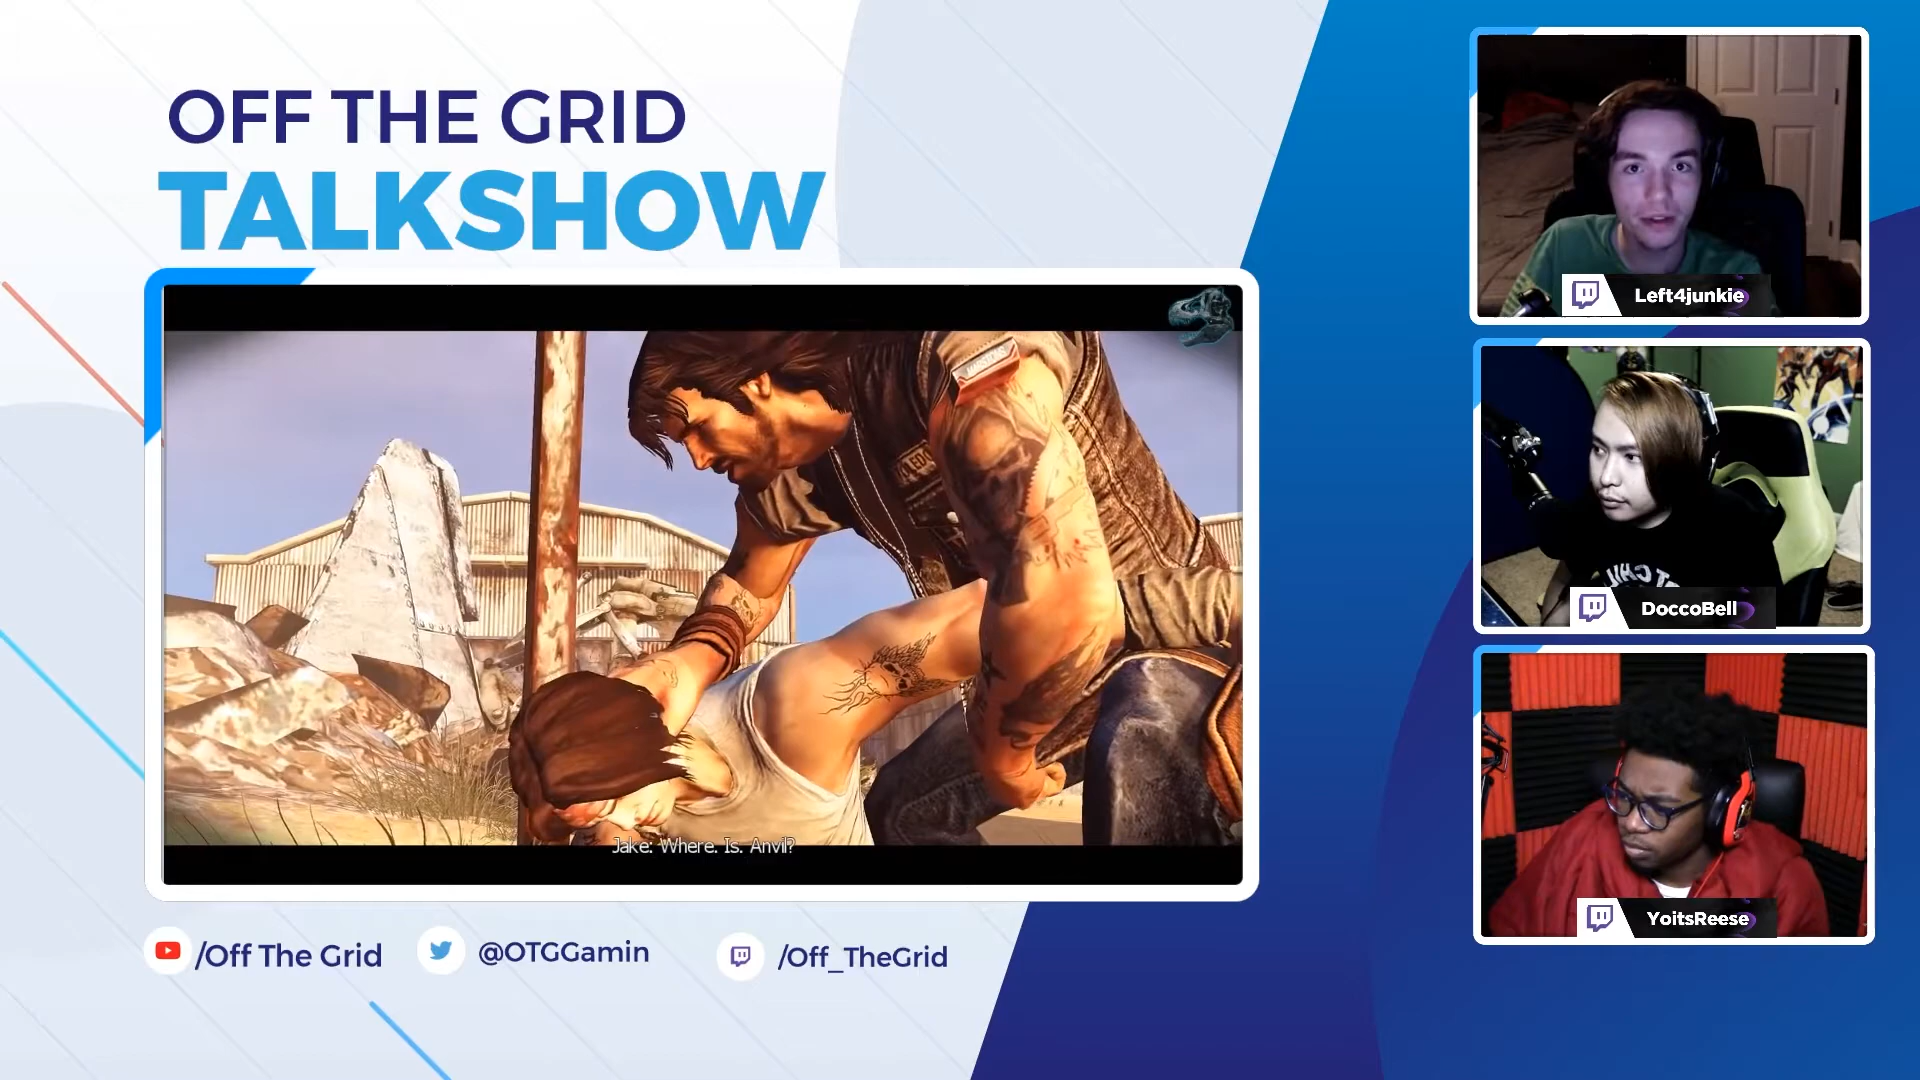 OFF THE GRID
TALKSHOW
Jake: Where. Is. Anvil?
/Off The Grid
@OTGGamin
/Off_TheGrid
Left4junkie
DoccoBell
YoitsReese